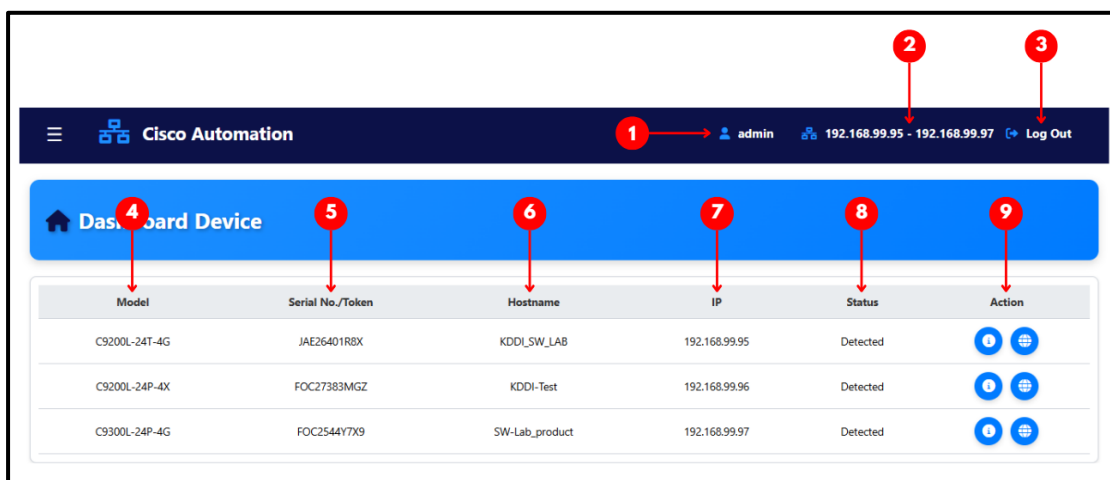 2 3
Cisco Automation 1 admin 192.168.99.95 - 192.168.99.97 Log Out
Dashboard Device
4 5 6 7 8 9
Model Serial No./Token Hostname IP Status Action
C9200L-24T-4G JAE26401R8X KDDI_SW_LAB 192.168.99.95 Detected
C9200L-24P-4X FOC27383MGZ KDDI-Test 192.168.99.96 Detected
C9300L-24P-4G FOC2544Y7X9 SW-Lab_product 192.168.99.97 Detected